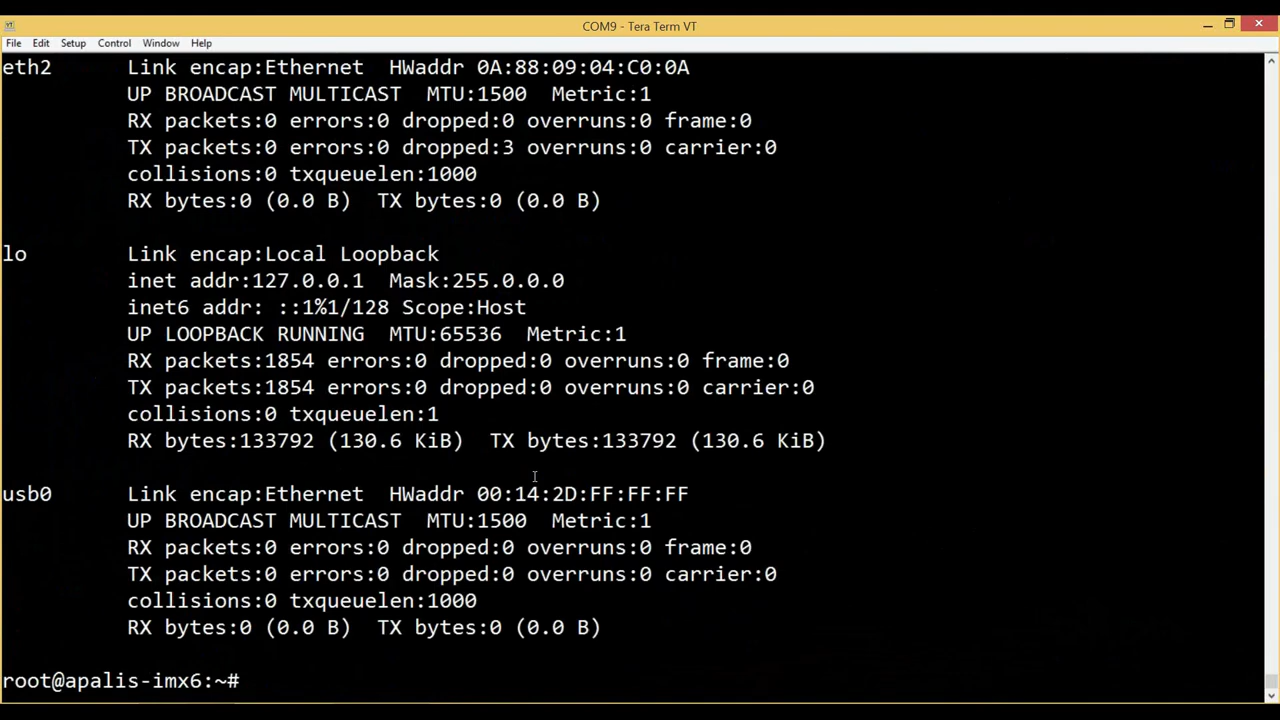 COM9 - Tera Term VT
File Edit Setup Control Window Help
eth2 Link encap:Ethernet HWaddr 0A:88:09:04:C0:0A
UP BROADCAST MULTICAST MTU:1500 Metric:1
RX packets:0 errors:0 dropped:0 overruns:0 frame:0
TX packets:0 errors:0 dropped:3 overruns:0 carrier:0
collisions:0 txqueuelen:1000
RX bytes:0 (0.0 B) TX bytes:0 (0.0 B)
lo Link encap:Local Loopback
inet addr:127.0.0.1 Mask:255.0.0.0
inet6 addr: ::1%1/128 Scope:Host
UP LOOPBACK RUNNING MTU:65536 Metric:1
RX packets:1854 errors:0 dropped:0 overruns:0 frame:0
TX packets:1854 errors:0 dropped:0 overruns:0 carrier:0
collisions:0 txqueuelen:1
RX bytes:133792 (130.6 KiB) TX bytes:133792 (130.6 KiB)
usb0 Link encap:Ethernet HWaddr 00:14:2D:FF:FF:FF
UP BROADCAST MULTICAST MTU:1500 Metric:1
RX packets:0 errors:0 dropped:0 overruns:0 frame:0
TX packets:0 errors:0 dropped:0 overruns:0 carrier:0
collisions:0 txqueuelen:1000
RX bytes:0 (0.0 B) TX bytes:0 (0.0 B)
root@apalis-imx6:~#